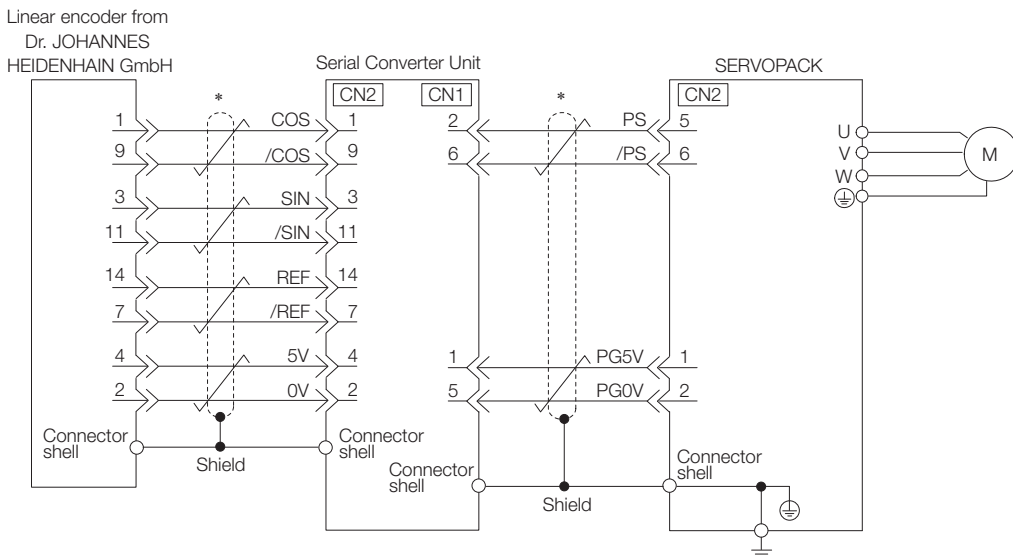 Linear encoder from
Dr. JOHANNES
HEIDENHAIN GmbH
Serial Converter Unit
SERVOPACK
* CN2 CN1 * CN2
1 COS 1 2 PS 5
9 /COS 9 6 /PS 6
3 SIN 3
11 /SIN 11
14 REF 14
7 /REF 7
4 5V 4 1 PG5V 1
2 0V 2 5 PG0V 2
U
V
W
M
Connector
shell
Shield
Connector
shell
Connector
shell
Shield
Connector
shell